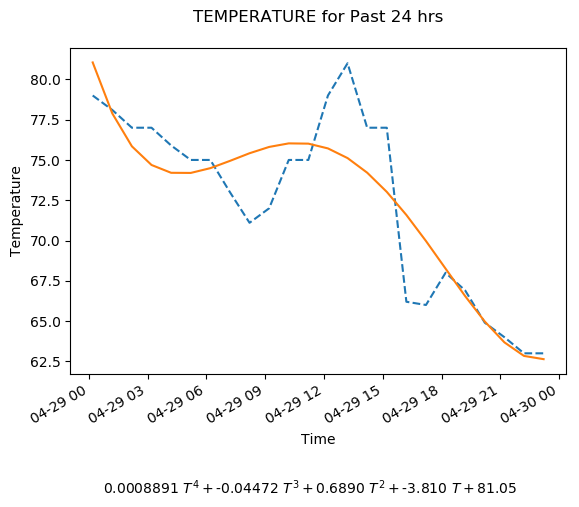 TEMPERATURE for Past 24 hrs
80.0
77.5
75.0
72.5
70.0
67.5
65.0
62.5
Temperature
04-29 00 04-29 03 04-29 06 04-29 09 04-29 12 04-29 15 04-29 18 04-29 21 04-30 00
Time
0.0008891 T⁴ + -0.04472 T³ + 0.6890 T² + -3.810 T + 81.05